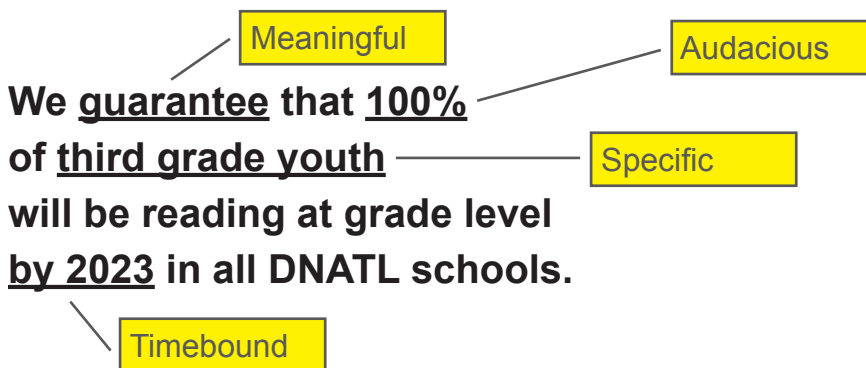 Meaningful
Audacious
We guarantee that 100%
of third grade youth
Specific
will be reading at grade level
by 2023 in all DNATL schools.
Timebound